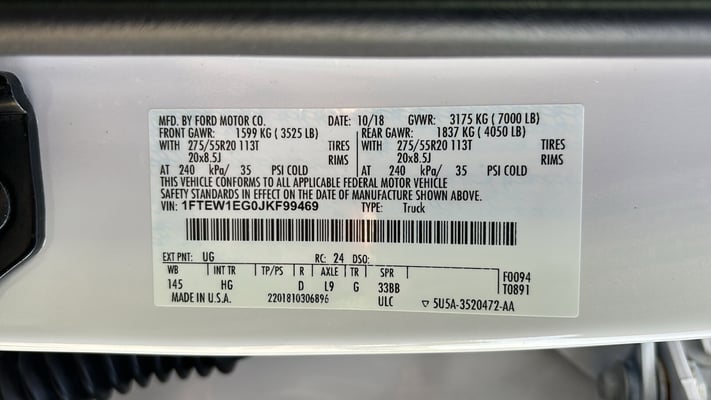 MFD. BY FORD MOTOR CO. DATE: 10/18 GVWR: 3175 KG ( 7000 LB)
FRONT GAWR: 1599 KG ( 3525 LB) REAR GAWR: 1837 KG ( 4050 LB)
WITH 275/55R20 113T TIRES WITH 275/55R20 113T TIRES
20x8.5J RIMS 20x8.5J RIMS
AT 240 kPa/ 35 PSI COLD AT 240 kPa/ 35 PSI COLD
THIS VEHICLE CONFORMS TO ALL APPLICABLE FEDERAL MOTOR VEHICLE
SAFETY STANDARDS IN EFFECT ON THE DATE OF MANUFACTURE SHOWN ABOVE.
VIN: 1FTEW1EG0JKF99469 TYPE: Truck
EXT PNT: UG RC: 24 DSO:
WB INT TR TP/PS R AXLE TR SPR F0094
145 HG D L9 G 33BB T0891
MADE IN U.S.A. 2201810306896 ULC ▽ 5U5A-3520472-AA